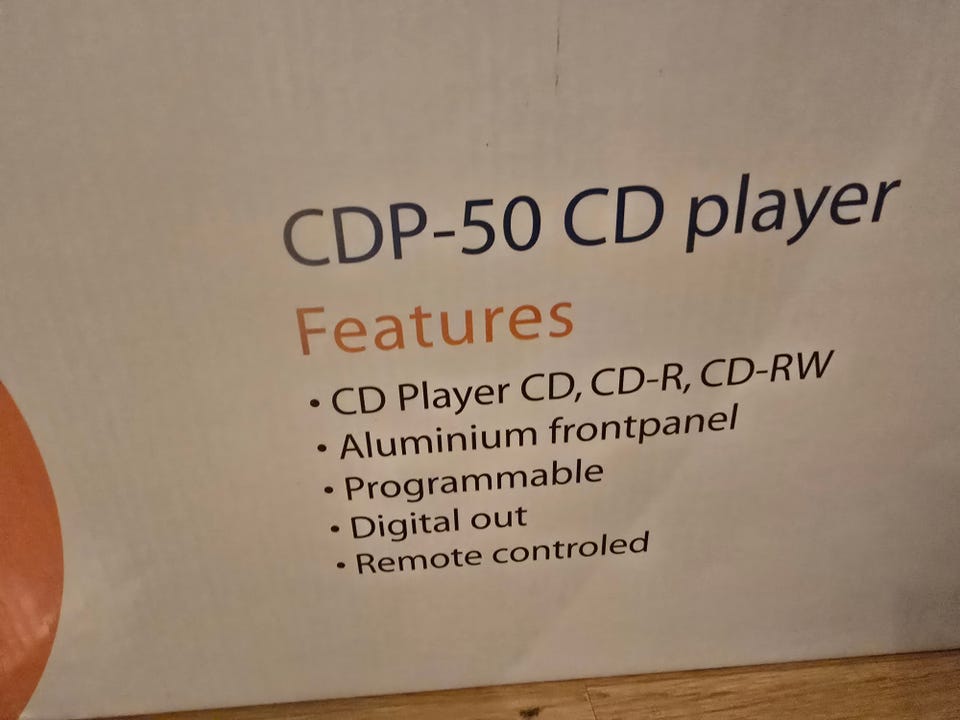 CDP-50 CD player
Features
• CD Player CD, CD-R, CD-RW
• Aluminium frontpanel
• Programmable
• Digital out
• Remote controled